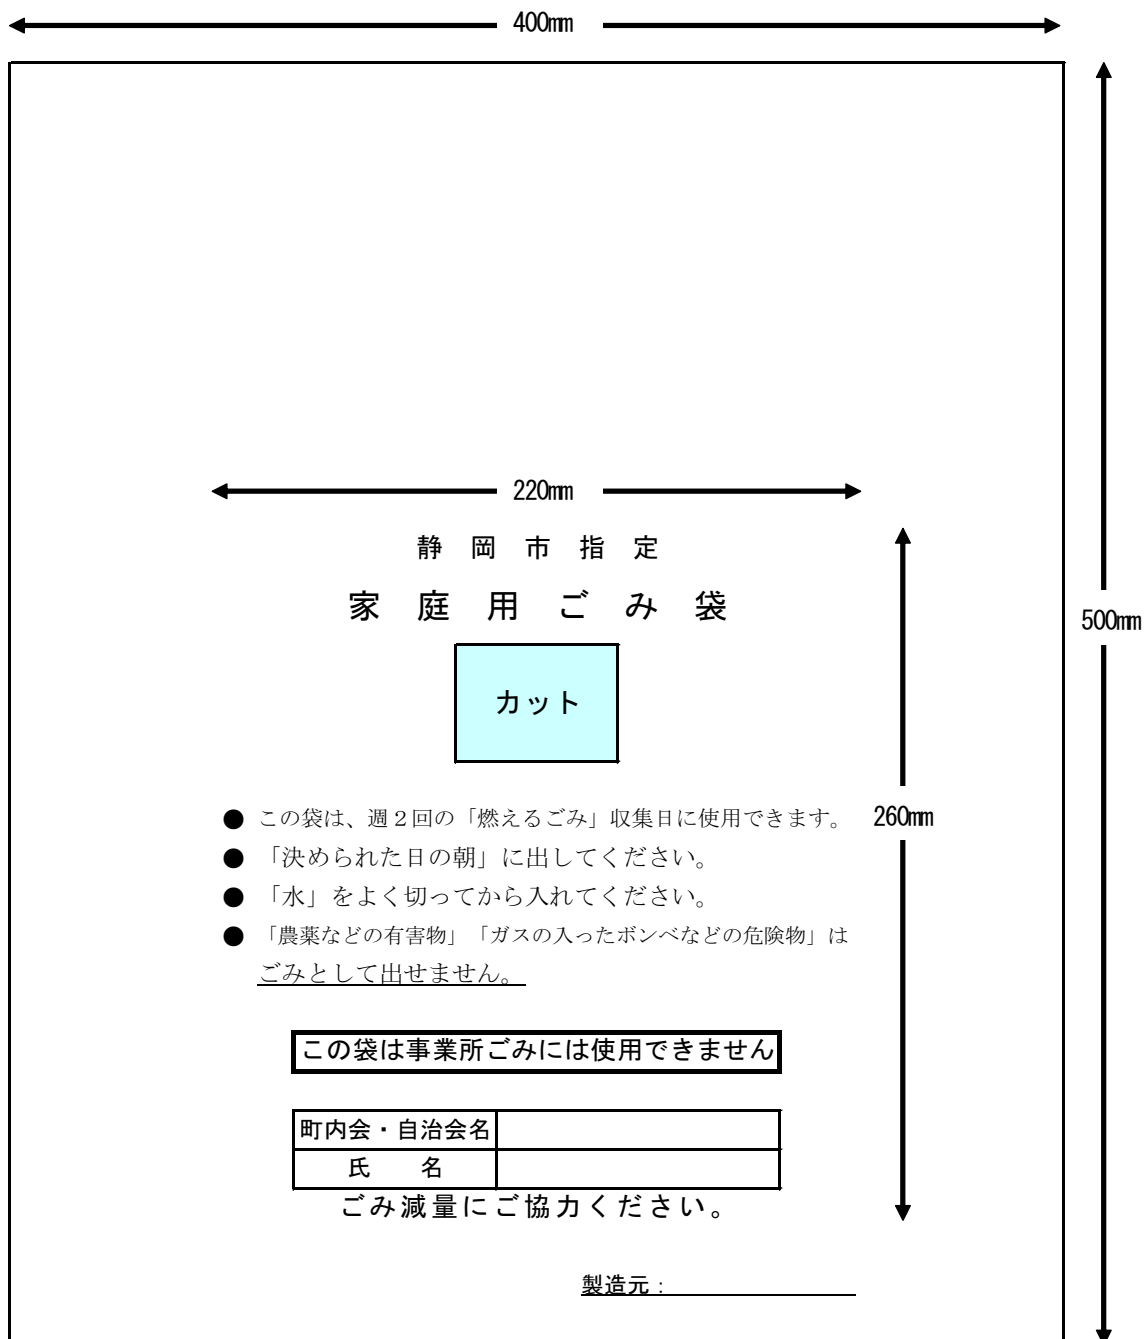 400mm
220mm
静岡市指定
家庭用ごみ袋
500mm
カット
● この袋は、週２回の「燃えるごみ」収集日に使用できます。
260mm
● 「決められた日の朝」に出してください。
● 「水」をよく切ってから入れてください。
● 「農薬などの有害物」「ガスの入ったボンベなどの危険物」は
ごみとして出せません。
この袋は事業所ごみには使用できません
町内会・自治会名
氏　　名
ごみ減量にご協力ください。
製造元：